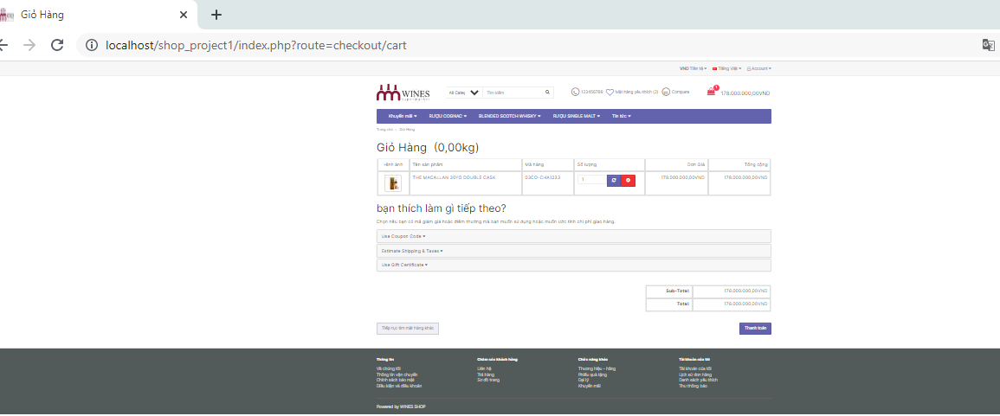 Giỏ Hàng
localhost/shop_project1/index.php?route=checkout/cart
VND Tiền tệ Tiếng Việt Account
WINES All Categ Tìm kiếm 123456789 Mặt hàng yêu thích (2) Compare 1 178.000.000,00VND
Khuyến mãi RƯỢU COGNAC BLENDED SCOTCH WHISKY RƯỢU SINGLE MALT Tin tức
Trang chủ Giỏ Hàng
Giỏ Hàng (0,00kg)
Hình ảnh Tên sản phẩm Mã hàng Số lượng Đơn Giá Tổng cộng
THE MACALLAN 30YO DOUBLE CASK 03CO-CHA1233 1 178.000.000,00VND 178.000.000,00VND
bạn thích làm gì tiếp theo?
Chọn nếu bạn có mã giảm giá hoặc điểm thưởng mà bạn muốn sử dụng hoặc muốn ước tính chi phí giao hàng.
Use Coupon Code
Estimate Shipping & Taxes
Use Gift Certificate
Sub-Total: 178.000.000,00VND
Total: 178.000.000,00VND
Tiếp tục tìm mặt hàng khác Thanh toán
Thông tin Chăm sóc khách hàng Chức năng khác Tài khoản của tôi
Về chúng tôi Liên hệ Thương hiệu - hãng Tài khoản của tôi
Thông tin vận chuyển Trả hàng Phiếu quà tặng Lịch sử đơn hàng
Chính sách bảo mật Sơ đồ trang Đại lý Danh sách yêu thích
Điều kiện và điều khoản Khuyến mãi Thư thông báo
Powered by WINES SHOP